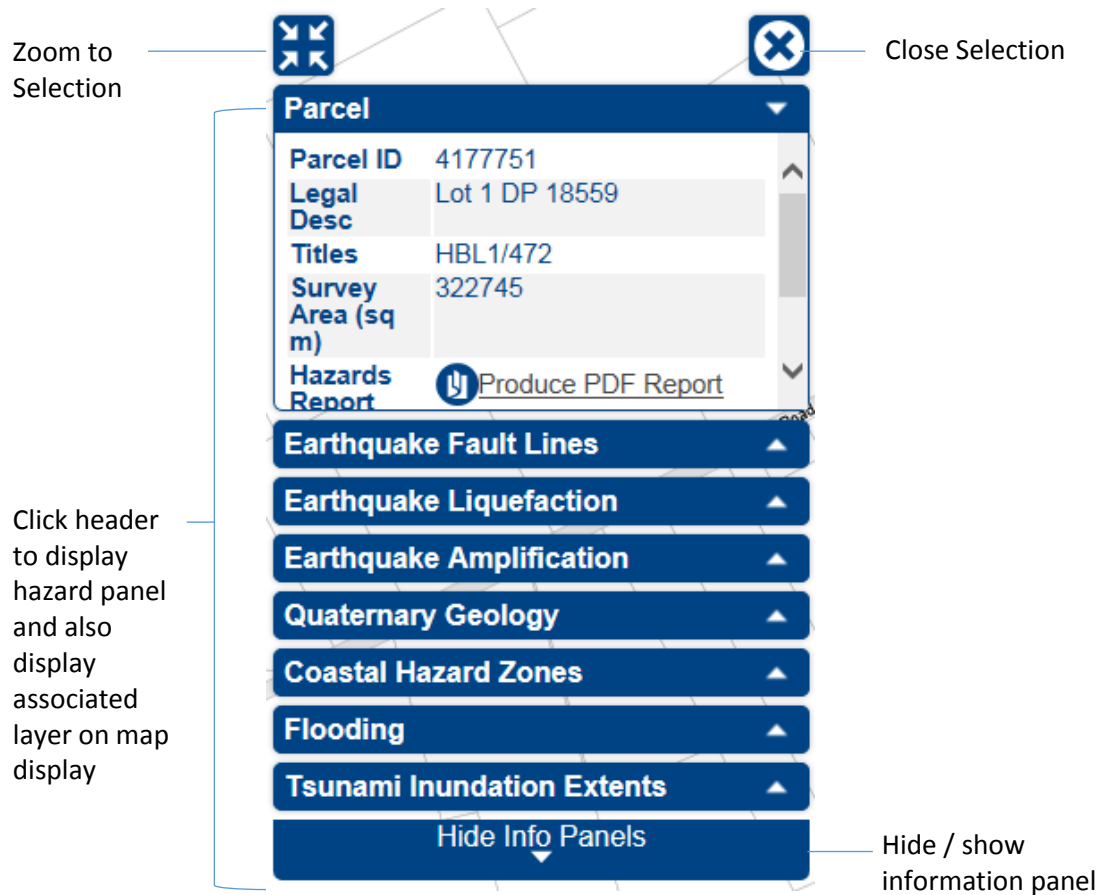 Zoom to
Selection
Close Selection
Parcel
Parcel ID 4177751
Legal Lot 1 DP 18559
Desc
Titles HBL1/472
Survey 322745
Area (sq
m)
Hazards
Report Produce PDF Report
Road
Earthquake Fault Lines
Earthquake Liquefaction
Earthquake Amplification
Quaternary Geology
Coastal Hazard Zones
Flooding
Tsunami Inundation Extents
Hide Info Panels
Click header
to display
hazard panel
and also
display
associated
layer on map
display
Hide / show
information panel